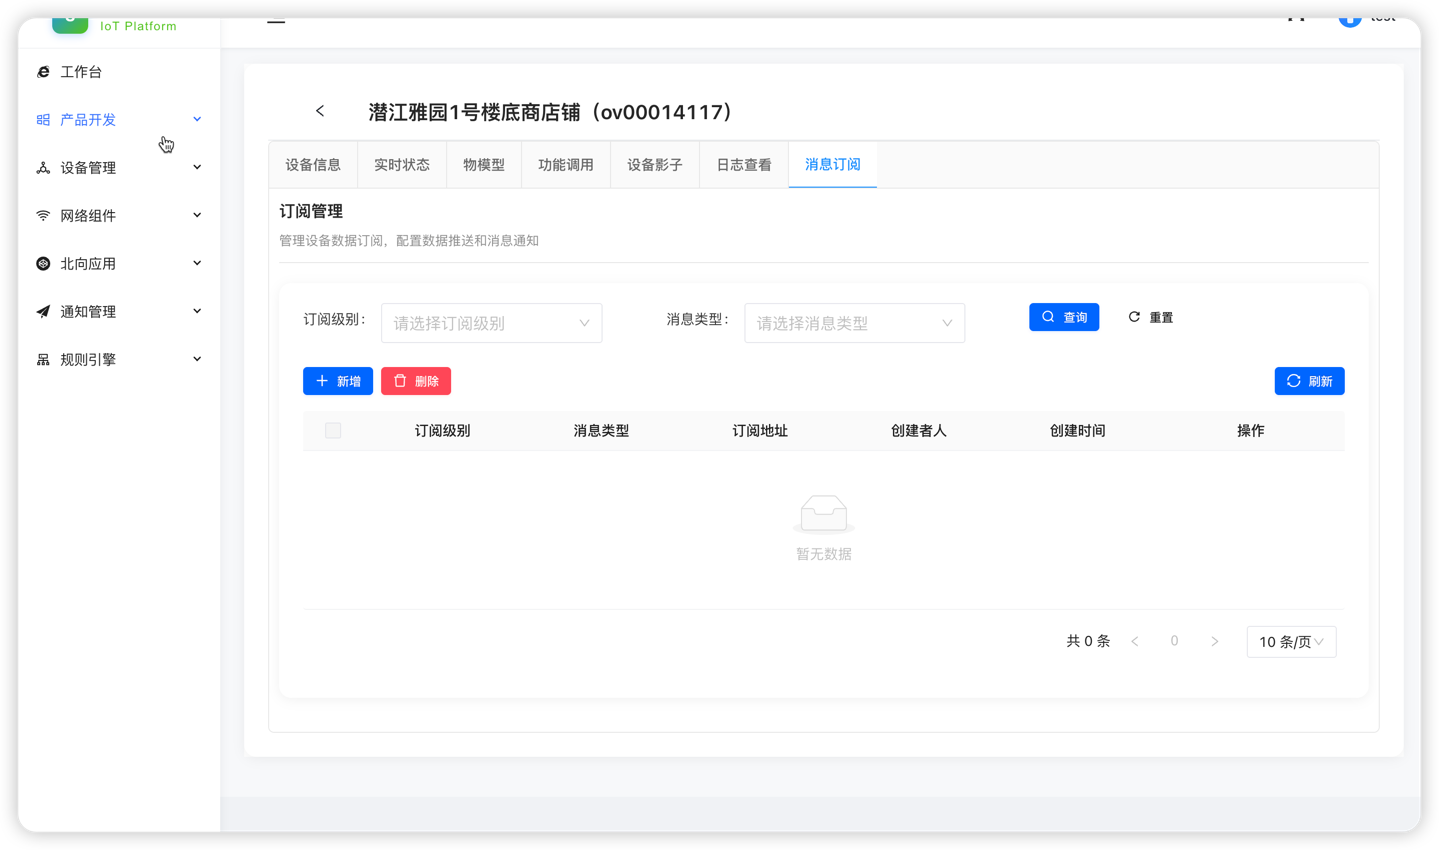 IoT Platform
test
工作台
产品开发
设备管理
网络组件
北向应用
通知管理
规则引擎
潜江雅园1号楼底商店铺（ov00014117）
设备信息
实时状态
物模型
功能调用
设备影子
日志查看
消息订阅
订阅管理
管理设备数据订阅，配置数据推送和消息通知
订阅级别：
请选择订阅级别
消息类型：
请选择消息类型
查询
重置
新增
删除
刷新
订阅级别
消息类型
订阅地址
创建者人
创建时间
操作
暂无数据
共 0 条
0
10 条/页